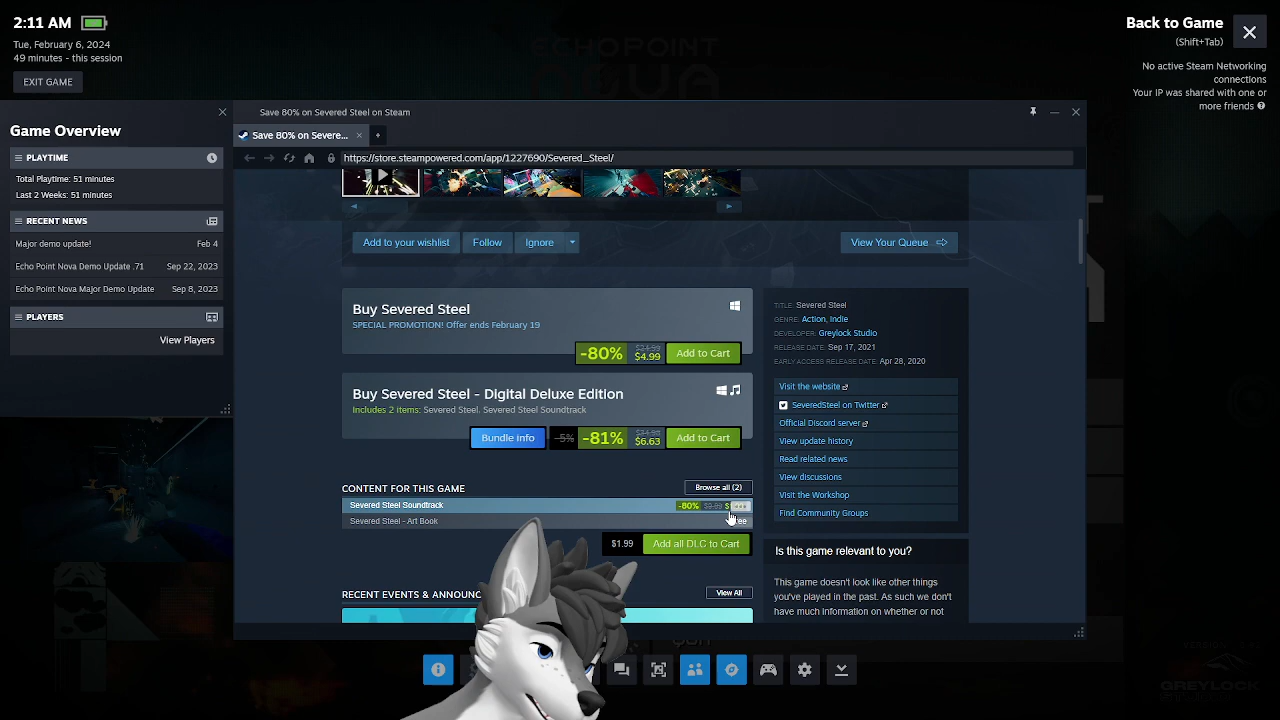 2:11 AM
Tue, February 6, 2024
49 minutes - this session
EXIT GAME
Back to Game
(Shift+Tab)
No active Steam Networking
connections
Your IP was shared with one or
more friends
ECHO POINT
Game Overview
PLAYTIME
Total Playtime: 51 minutes
Last 2 Weeks: 51 minutes
RECENT NEWS
Major demo update! Feb 4
Echo Point Nova Demo Update .71 Sep 22, 2023
Echo Point Nova Major Demo Update Sep 8, 2023
PLAYERS
View Players
Save 80% on Severed Steel on Steam
Save 80% on Severe...
https://store.steampowered.com/app/1227690/Severed_Steel/
Add to your wishlist Follow Ignore View Your Queue
Buy Severed Steel
SPECIAL PROMOTION! Offer ends February 19
-80% $24.99 $4.99 Add to Cart
Buy Severed Steel - Digital Deluxe Edition
Includes 2 items: Severed Steel, Severed Steel Soundtrack
Bundle info -5% -81% $34.98 $6.63 Add to Cart
CONTENT FOR THIS GAME Browse all (2)
Severed Steel Soundtrack -80% $9.99 $
Severed Steel - Art Book
$1.99 Add all DLC to Cart
RECENT EVENTS & ANNOUNC View All
TITLE: Severed Steel
GENRE: Action, Indie
DEVELOPER: Greylock Studio
RELEASE DATE: Sep 17, 2021
EARLY ACCESS RELEASE DATE: Apr 28, 2020
Visit the website
SeveredSteel on Twitter
Official Discord server
View update history
Read related news
View discussions
Visit the Workshop
Find Community Groups
Is this game relevant to you?
This game doesn't look like other things
you've played in the past. As such we don't
have much information on whether or not
GREYLOCK